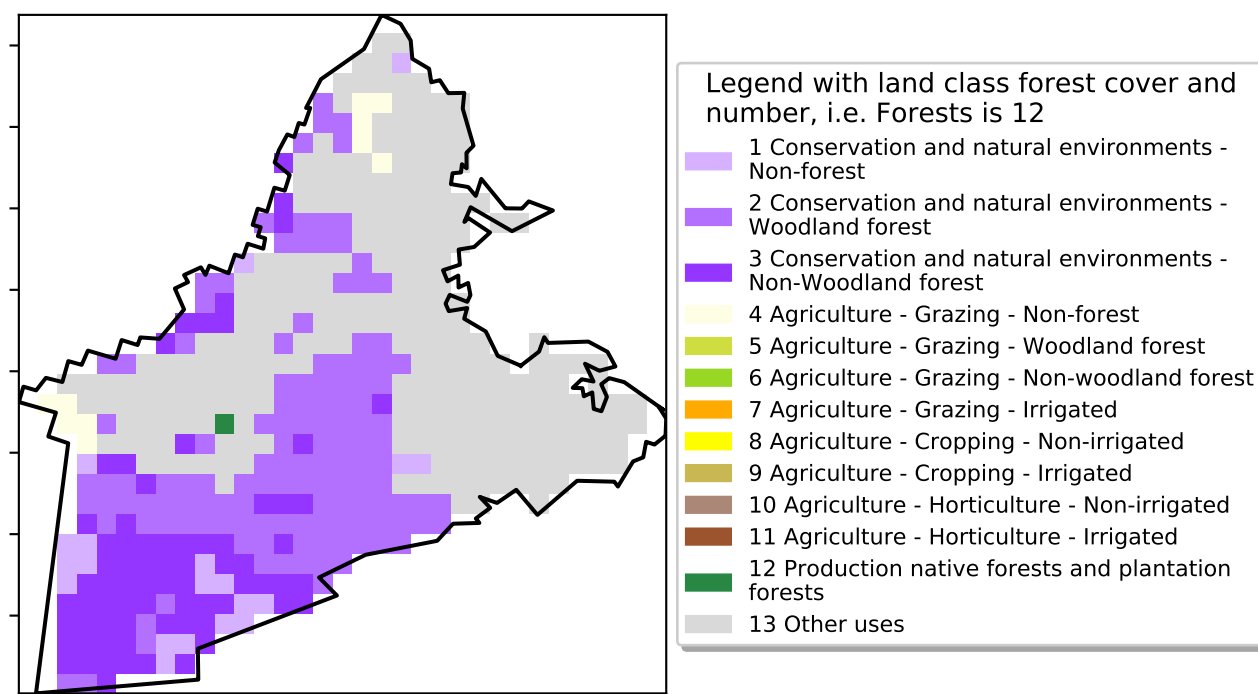 Legend with land class forest cover and
number, i.e. Forests is 12
1 Conservation and natural environments -
Non-forest
2 Conservation and natural environments -
Woodland forest
3 Conservation and natural environments -
Non-Woodland forest
4 Agriculture - Grazing - Non-forest
5 Agriculture - Grazing - Woodland forest
6 Agriculture - Grazing - Non-woodland forest
7 Agriculture - Grazing - Irrigated
8 Agriculture - Cropping - Non-irrigated
9 Agriculture - Cropping - Irrigated
10 Agriculture - Horticulture - Non-irrigated
11 Agriculture - Horticulture - Irrigated
12 Production native forests and plantation
forests
13 Other uses